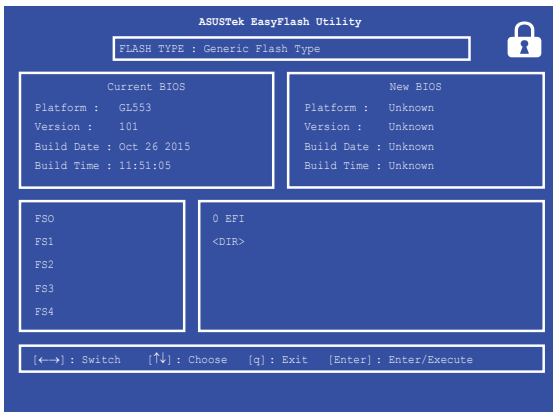 ASUSTek EasyFlash Utility
FLASH TYPE : Generic Flash Type
Current BIOS
Platform : GL553
Version : 101
Build Date : Oct 26 2015
Build Time : 11:51:05
New BIOS
Platform : Unknown
Version : Unknown
Build Date : Unknown
Build Time : Unknown
FS0
FS1
FS2
FS3
FS4
0 EFI
<DIR>
[←→] : Switch [↑↓] : Choose [q] : Exit [Enter] : Enter/Execute